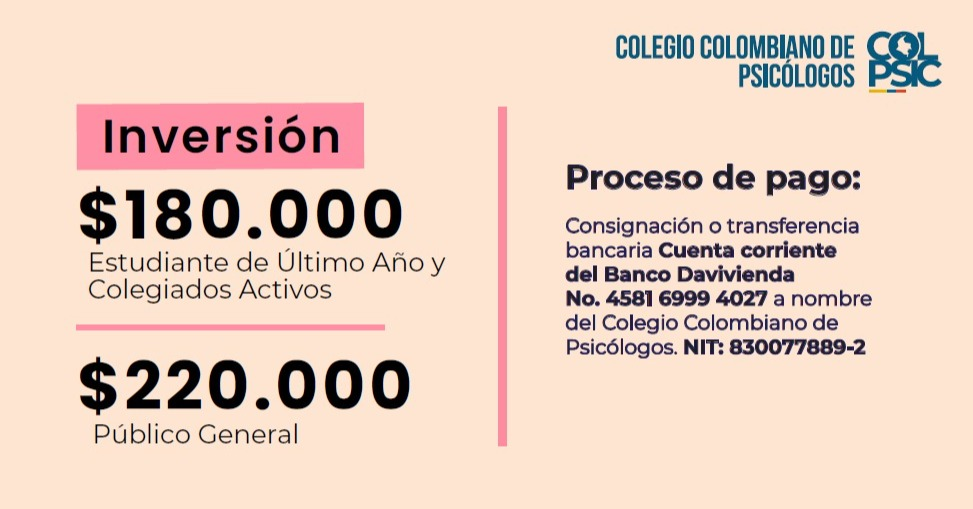 COLEGIO COLOMBIANO DE
PSICÓLOGOS
COL
PSIC
Inversión
$180.000
Estudiante de Último Año y
Colegiados Activos
$220.000
Público General
Proceso de pago:
Consignación o transferencia
bancaria Cuenta corriente
del Banco Davivienda
No. 4581 6999 4027 a nombre
del Colegio Colombiano de
Psicólogos. NIT: 830077889-2